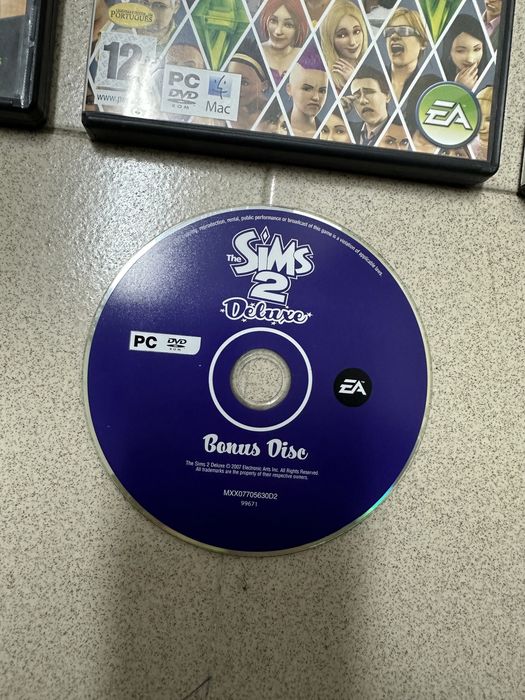 PORTUGUÊS
12
PC
DVD
ROM
Mac
EA
reproduction, rental, public performance or broadcast of this game is a violation of applicable laws.
The SiMS
2
Deluxe
PC DVD
ROM
EA
Bonus Disc
The Sims 2 Deluxe © 2007 Electronic Arts Inc. All Rights Reserved.
All trademarks are the property of their respective owners.
MXX07705630D2
99671